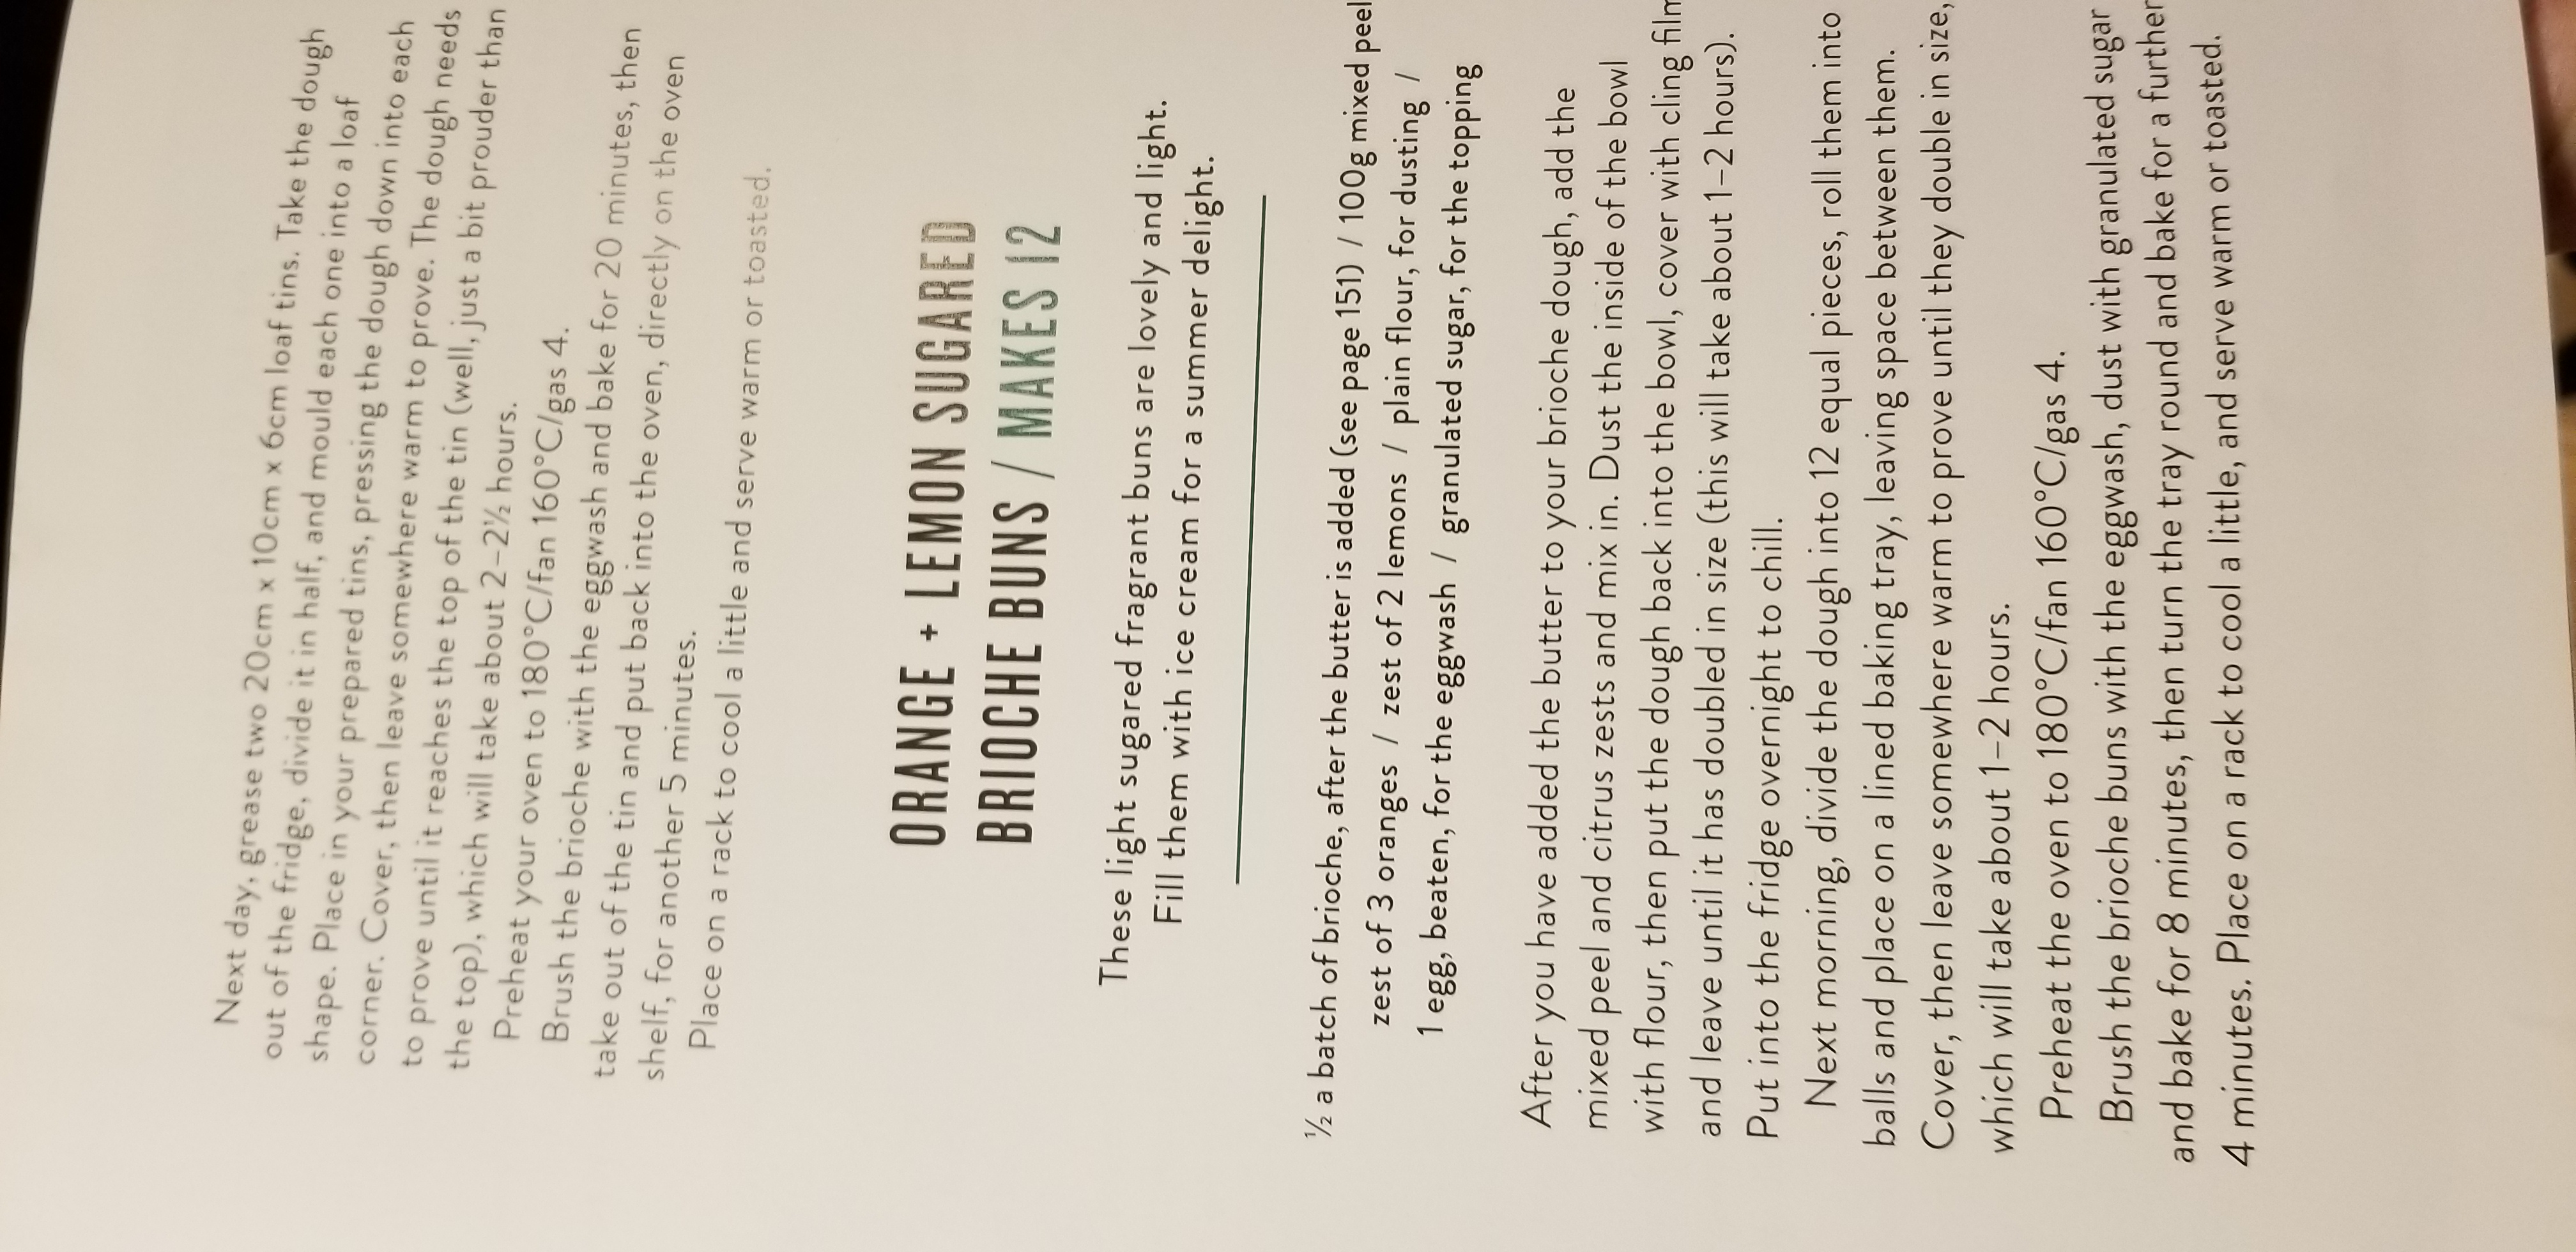 Next day, grease two 20cm x 10cm x 6cm loaf tins. Take the dough
out of the fridge, divide it in half, and mould each one into a loaf
shape. Place in your prepared tins, pressing the dough down into each
corner. Cover, then leave somewhere warm to prove. The dough needs
to prove until it reaches the top of the tin (well, just a bit prouder than
the top), which will take about 2–2½ hours.
Preheat your oven to 180°C/fan 160°C/gas 4.
Brush the brioche with the eggwash and bake for 20 minutes, then
take out of the tin and put back into the oven, directly on the oven
shelf, for another 5 minutes.
Place on a rack to cool a little and serve warm or toasted.
ORANGE + LEMON SUGARED
BRIOCHE BUNS / MAKES 12
These light sugared fragrant buns are lovely and light.
Fill them with ice cream for a summer delight.
½ a batch of brioche, after the butter is added (see page 151) / 100g mixed peel
zest of 3 oranges / zest of 2 lemons / plain flour, for dusting /
1 egg, beaten, for the eggwash / granulated sugar, for the topping
After you have added the butter to your brioche dough, add the
mixed peel and citrus zests and mix in. Dust the inside of the bowl
with flour, then put the dough back into the bowl, cover with cling film
and leave until it has doubled in size (this will take about 1–2 hours).
Put into the fridge overnight to chill.
Next morning, divide the dough into 12 equal pieces, roll them into
balls and place on a lined baking tray, leaving space between them.
Cover, then leave somewhere warm to prove until they double in size,
which will take about 1–2 hours.
Preheat the oven to 180°C/fan 160°C/gas 4.
Brush the brioche buns with the eggwash, dust with granulated sugar
and bake for 8 minutes, then turn the tray round and bake for a further
4 minutes. Place on a rack to cool a little, and serve warm or toasted.